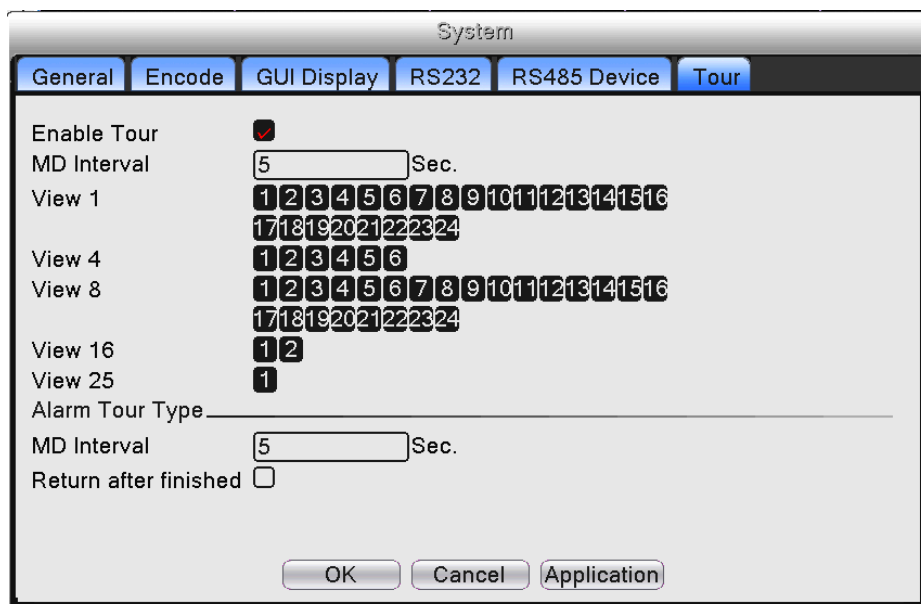 System
General Encode GUI Display RS232 RS485 Device Tour
Enable Tour
MD Interval 5 Sec.
View 1 1 2 3 4 5 6 7 8 9 10 11 12 13 14 15 16
17 18 19 20 21 22 23 24
View 4 1 2 3 4 5 6
View 8 1 2 3 4 5 6 7 8 9 10 11 12 13 14 15 16
17 18 19 20 21 22 23 24
View 16 1 2
View 25 1
Alarm Tour Type
MD Interval 5 Sec.
Return after finished
OK Cancel Application